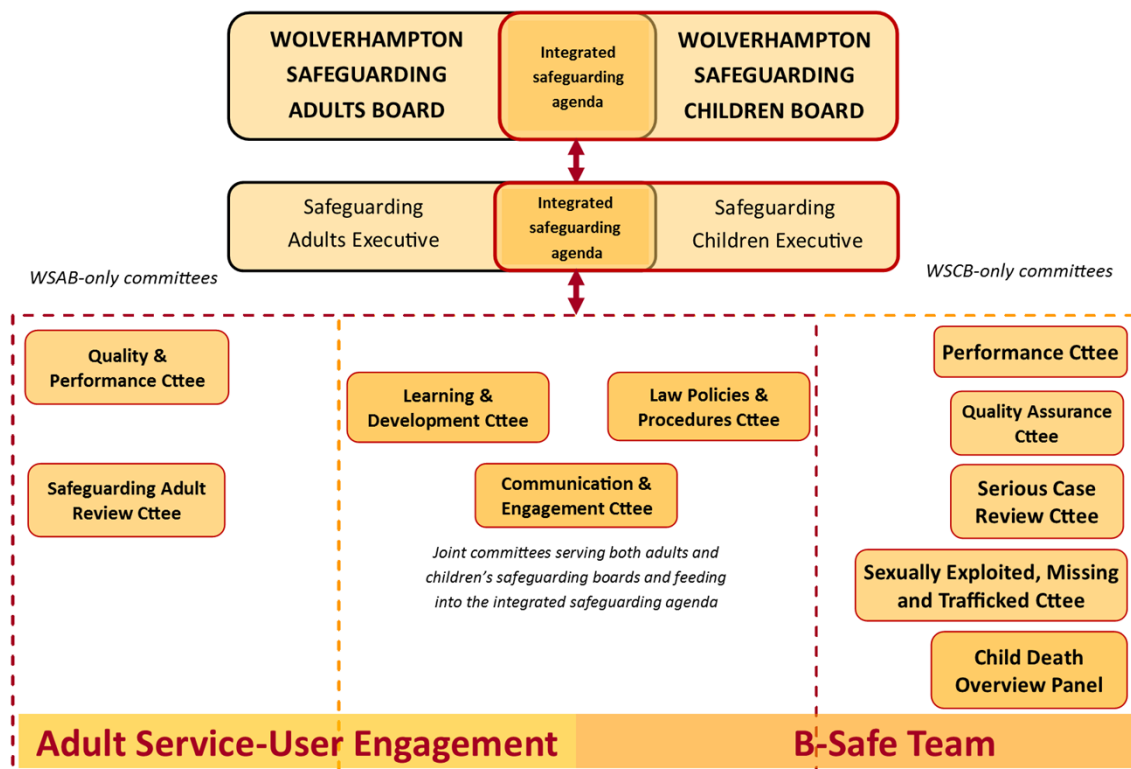 WOLVERHAMPTON
SAFEGUARDING
ADULTS BOARD
Integrated
safeguarding
agenda
WOLVERHAMPTON
SAFEGUARDING
CHILDREN BOARD
Safeguarding
Adults Executive
Integrated
safeguarding
agenda
Safeguarding
Children Executive
WSAB-only committees
WSCB-only committees
Quality &
Performance Cttee
Safeguarding Adult
Review Cttee
Learning &
Development Cttee
Law Policies &
Procedures Cttee
Communication &
Engagement Cttee
Joint committees serving both adults and
children’s safeguarding boards and feeding
into the integrated safeguarding agenda
Performance Cttee
Quality Assurance
Cttee
Serious Case
Review Cttee
Sexually Exploited, Missing
and Trafficked Cttee
Child Death
Overview Panel
Adult Service-User Engagement
B-Safe Team